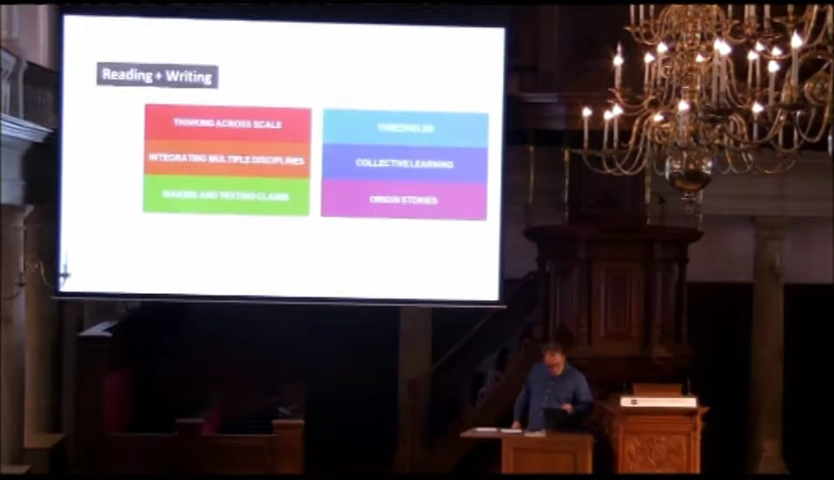 Reading + Writing
THINKING ACROSS SCALE
INTEGRATING MULTIPLE DISCIPLINES
MAKING AND TESTING CLAIMS
THRESHOLDS
COLLECTIVE LEARNING
ORIGIN STORIES